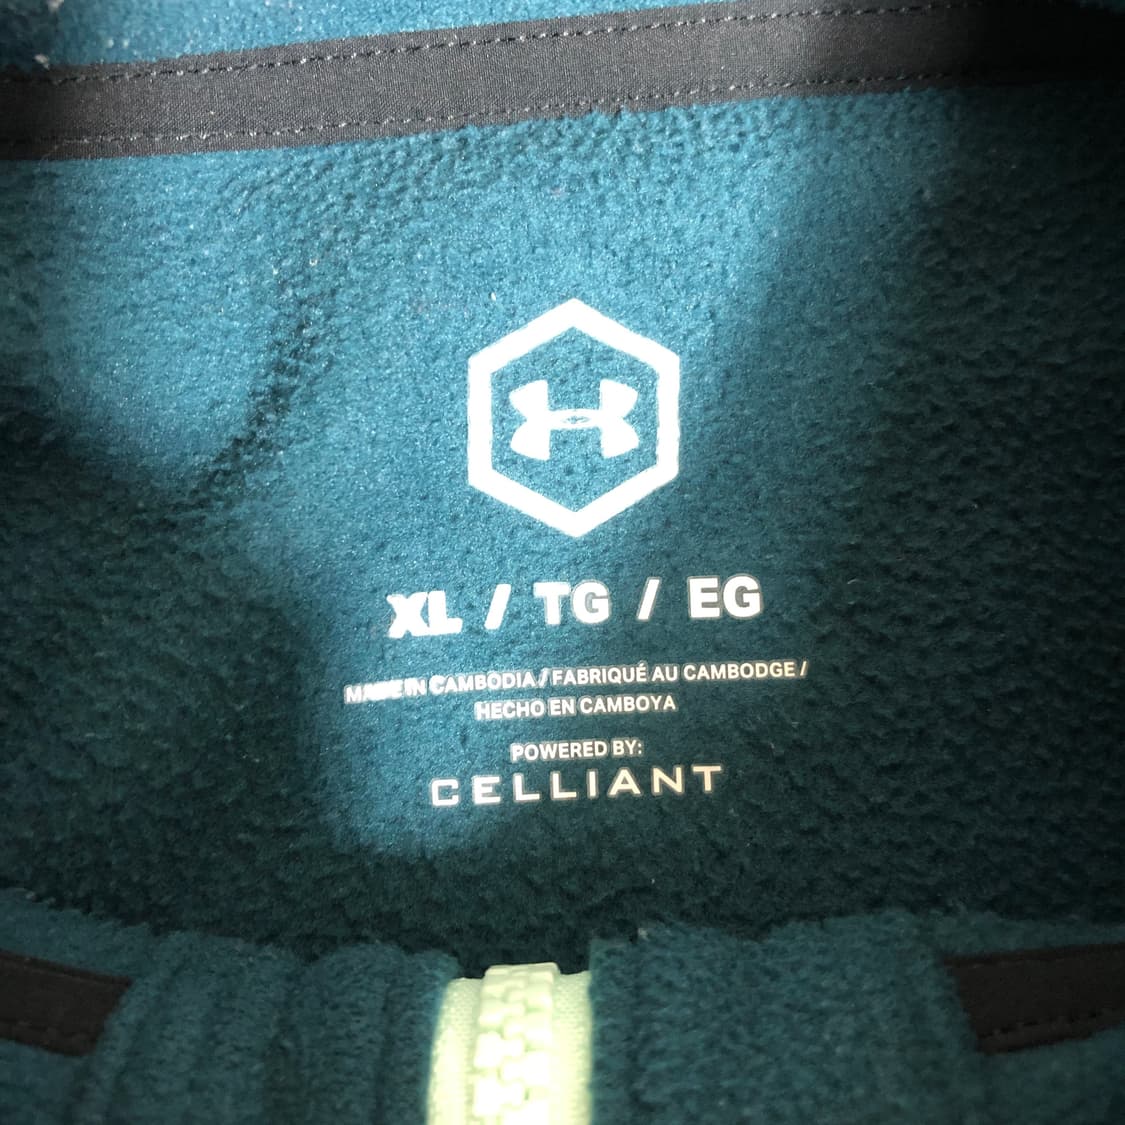 XL / TG / EG
MADE IN CAMBODIA / FABRIQUÉ AU CAMBODGE /
HECHO EN CAMBOYA
POWERED BY:
CELLIANT